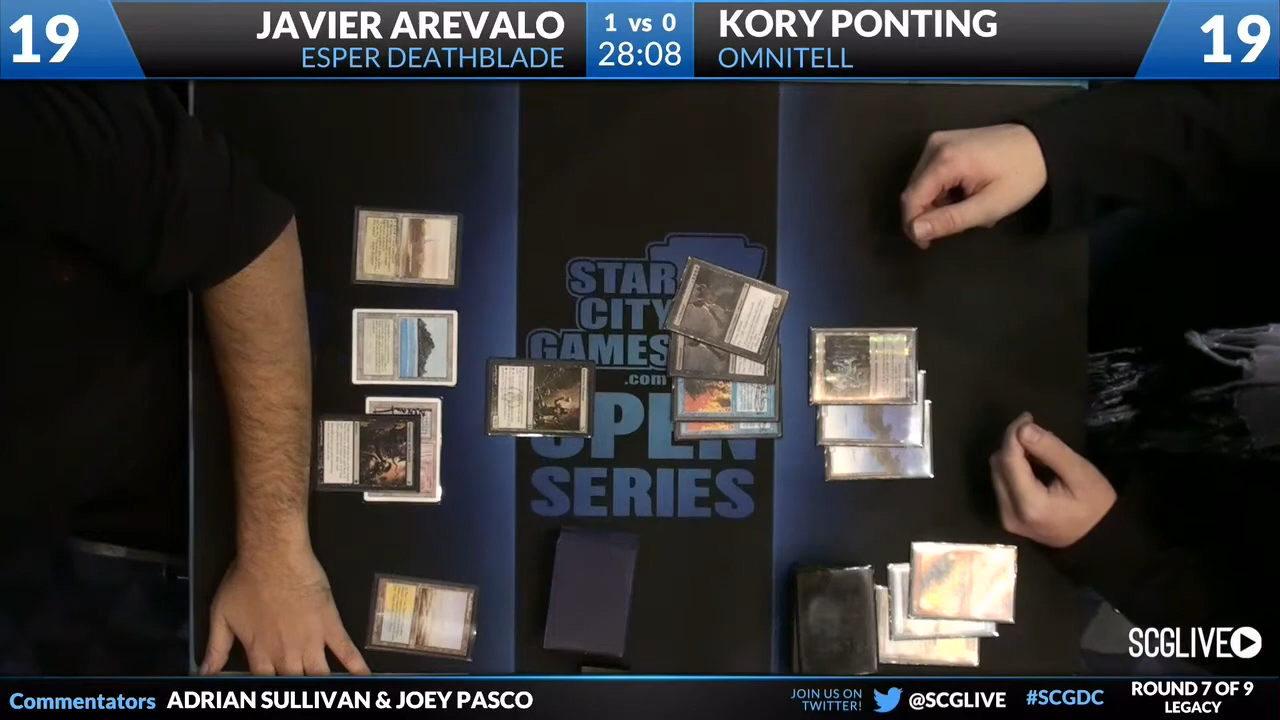 19
JAVIER AREVALO
ESPER DEATHBLADE
1 vs 0
28:08
KORY PONTING
OMNITELL
19
STAR
CITY
GAMES
.com
OPEN
SERIES
SCGLIVE
Commentators ADRIAN SULLIVAN & JOEY PASCO
JOIN US ON
TWITTER!
@SCGLIVE
#SCGDC
ROUND 7 OF 9
LEGACY